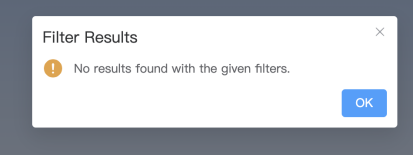 Filter Results
No results found with the given filters.
OK